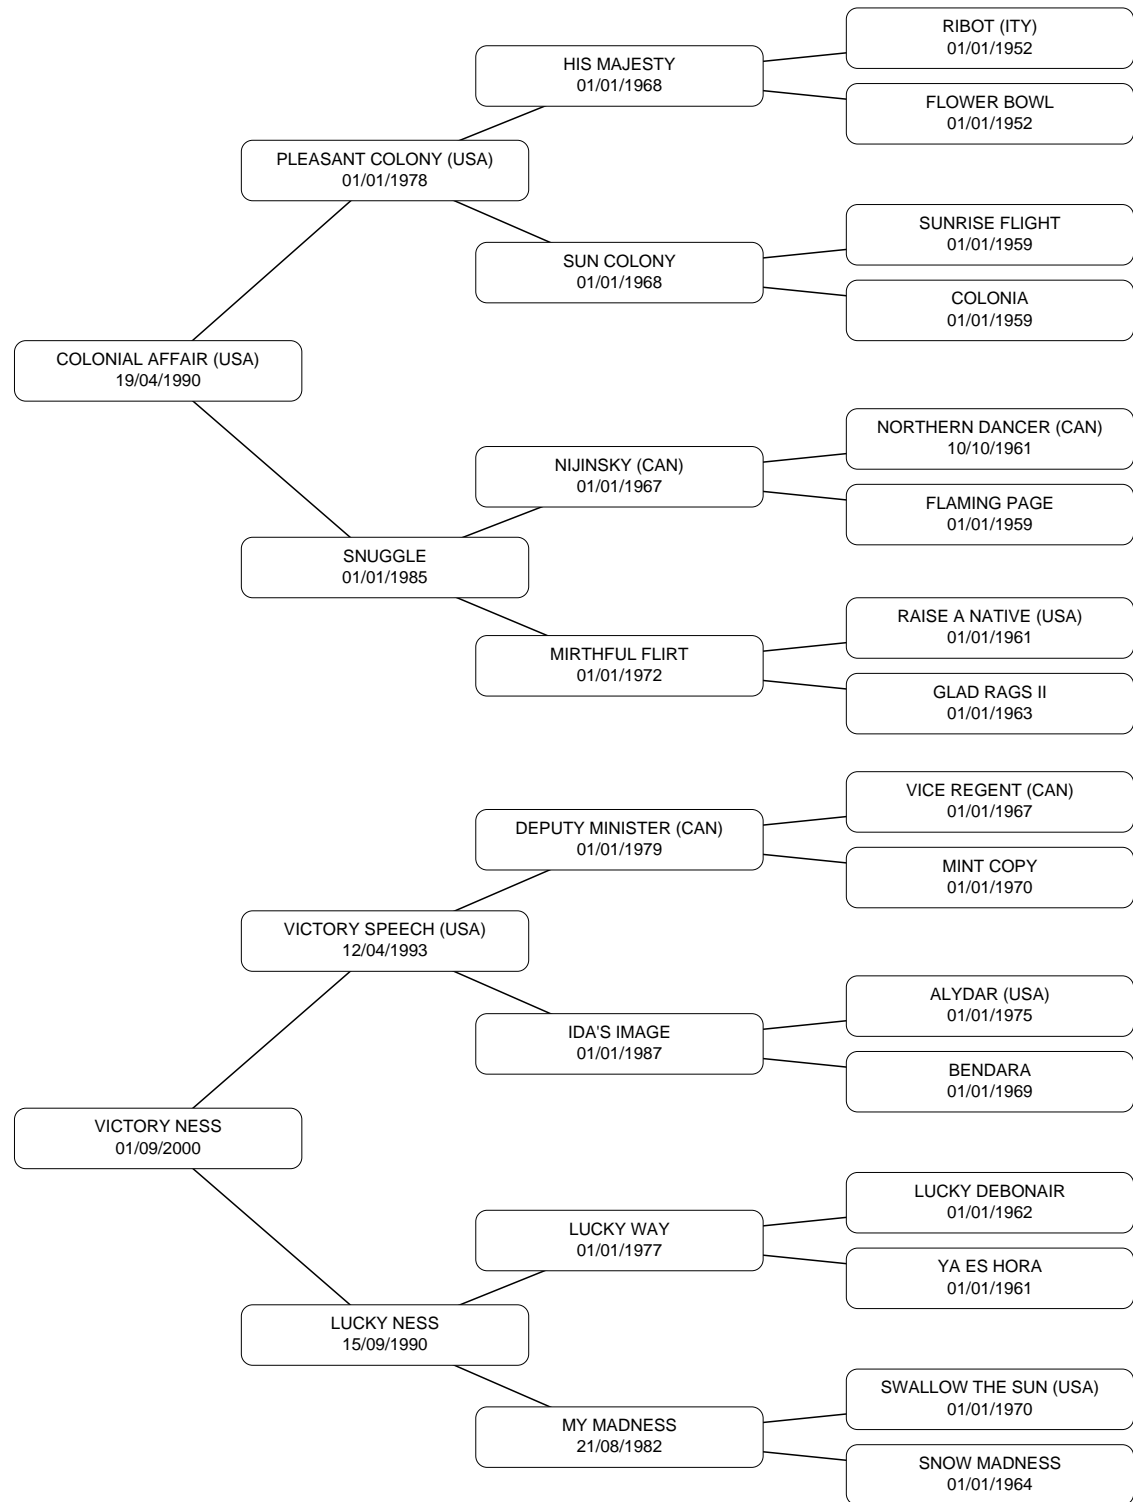 RIBOT (ITY)
01/01/1952
HIS MAJESTY
01/01/1968
FLOWER BOWL
01/01/1952
PLEASANT COLONY (USA)
01/01/1978
SUNRISE FLIGHT
01/01/1959
SUN COLONY
01/01/1968
COLONIA
01/01/1959
COLONIAL AFFAIR (USA)
19/04/1990
NORTHERN DANCER (CAN)
10/10/1961
NIJINSKY (CAN)
01/01/1967
FLAMING PAGE
01/01/1959
SNUGGLE
01/01/1985
RAISE A NATIVE (USA)
01/01/1961
MIRTHFUL FLIRT
01/01/1972
GLAD RAGS II
01/01/1963
VICE REGENT (CAN)
01/01/1967
DEPUTY MINISTER (CAN)
01/01/1979
MINT COPY
01/01/1970
VICTORY SPEECH (USA)
12/04/1993
ALYDAR (USA)
01/01/1975
IDA'S IMAGE
01/01/1987
BENDARA
01/01/1969
VICTORY NESS
01/09/2000
LUCKY DEBONAIR
01/01/1962
LUCKY WAY
01/01/1977
YA ES HORA
01/01/1961
LUCKY NESS
15/09/1990
SWALLOW THE SUN (USA)
01/01/1970
MY MADNESS
21/08/1982
SNOW MADNESS
01/01/1964